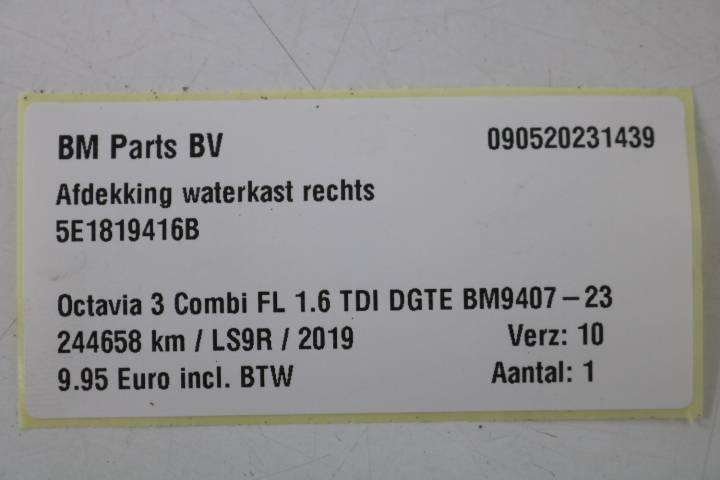 BM Parts BV 090520231439
Afdekking waterkast rechts
5E1819416B
Octavia 3 Combi FL 1.6 TDI DGTE BM9407-23
244658 km / LS9R / 2019 Verz: 10
9.95 Euro incl. BTW Aantal: 1